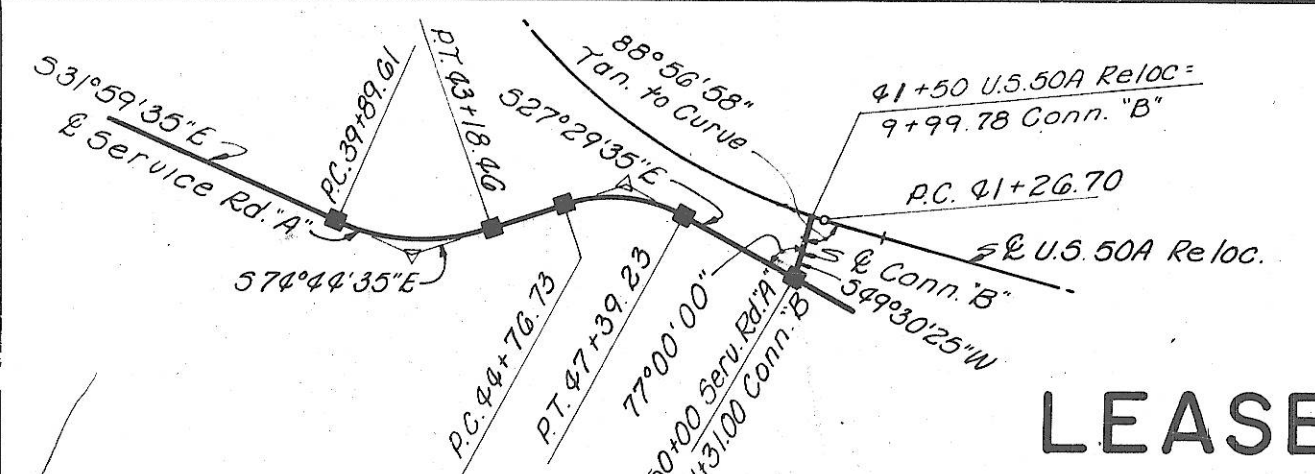 S31°59'35"E
℄ Service Rd."A"
P.C. 39+89.61
P.T. 43+18.46
S74°44'35"E
P.C. 44+76.73
P.T. 47+39.23
S27°29'35"E
88°56'58"
Tan. to Curve
41+50 U.S.50A Reloc=
9+99.78 Conn. "B"
P.C. 41+26.70
℄ U.S. 50A Reloc.
℄ Conn. "B"
S49°30'25"W
77°00'00"
50+00 Serv. Rd."A"
+31.00 Conn."B
LEASE